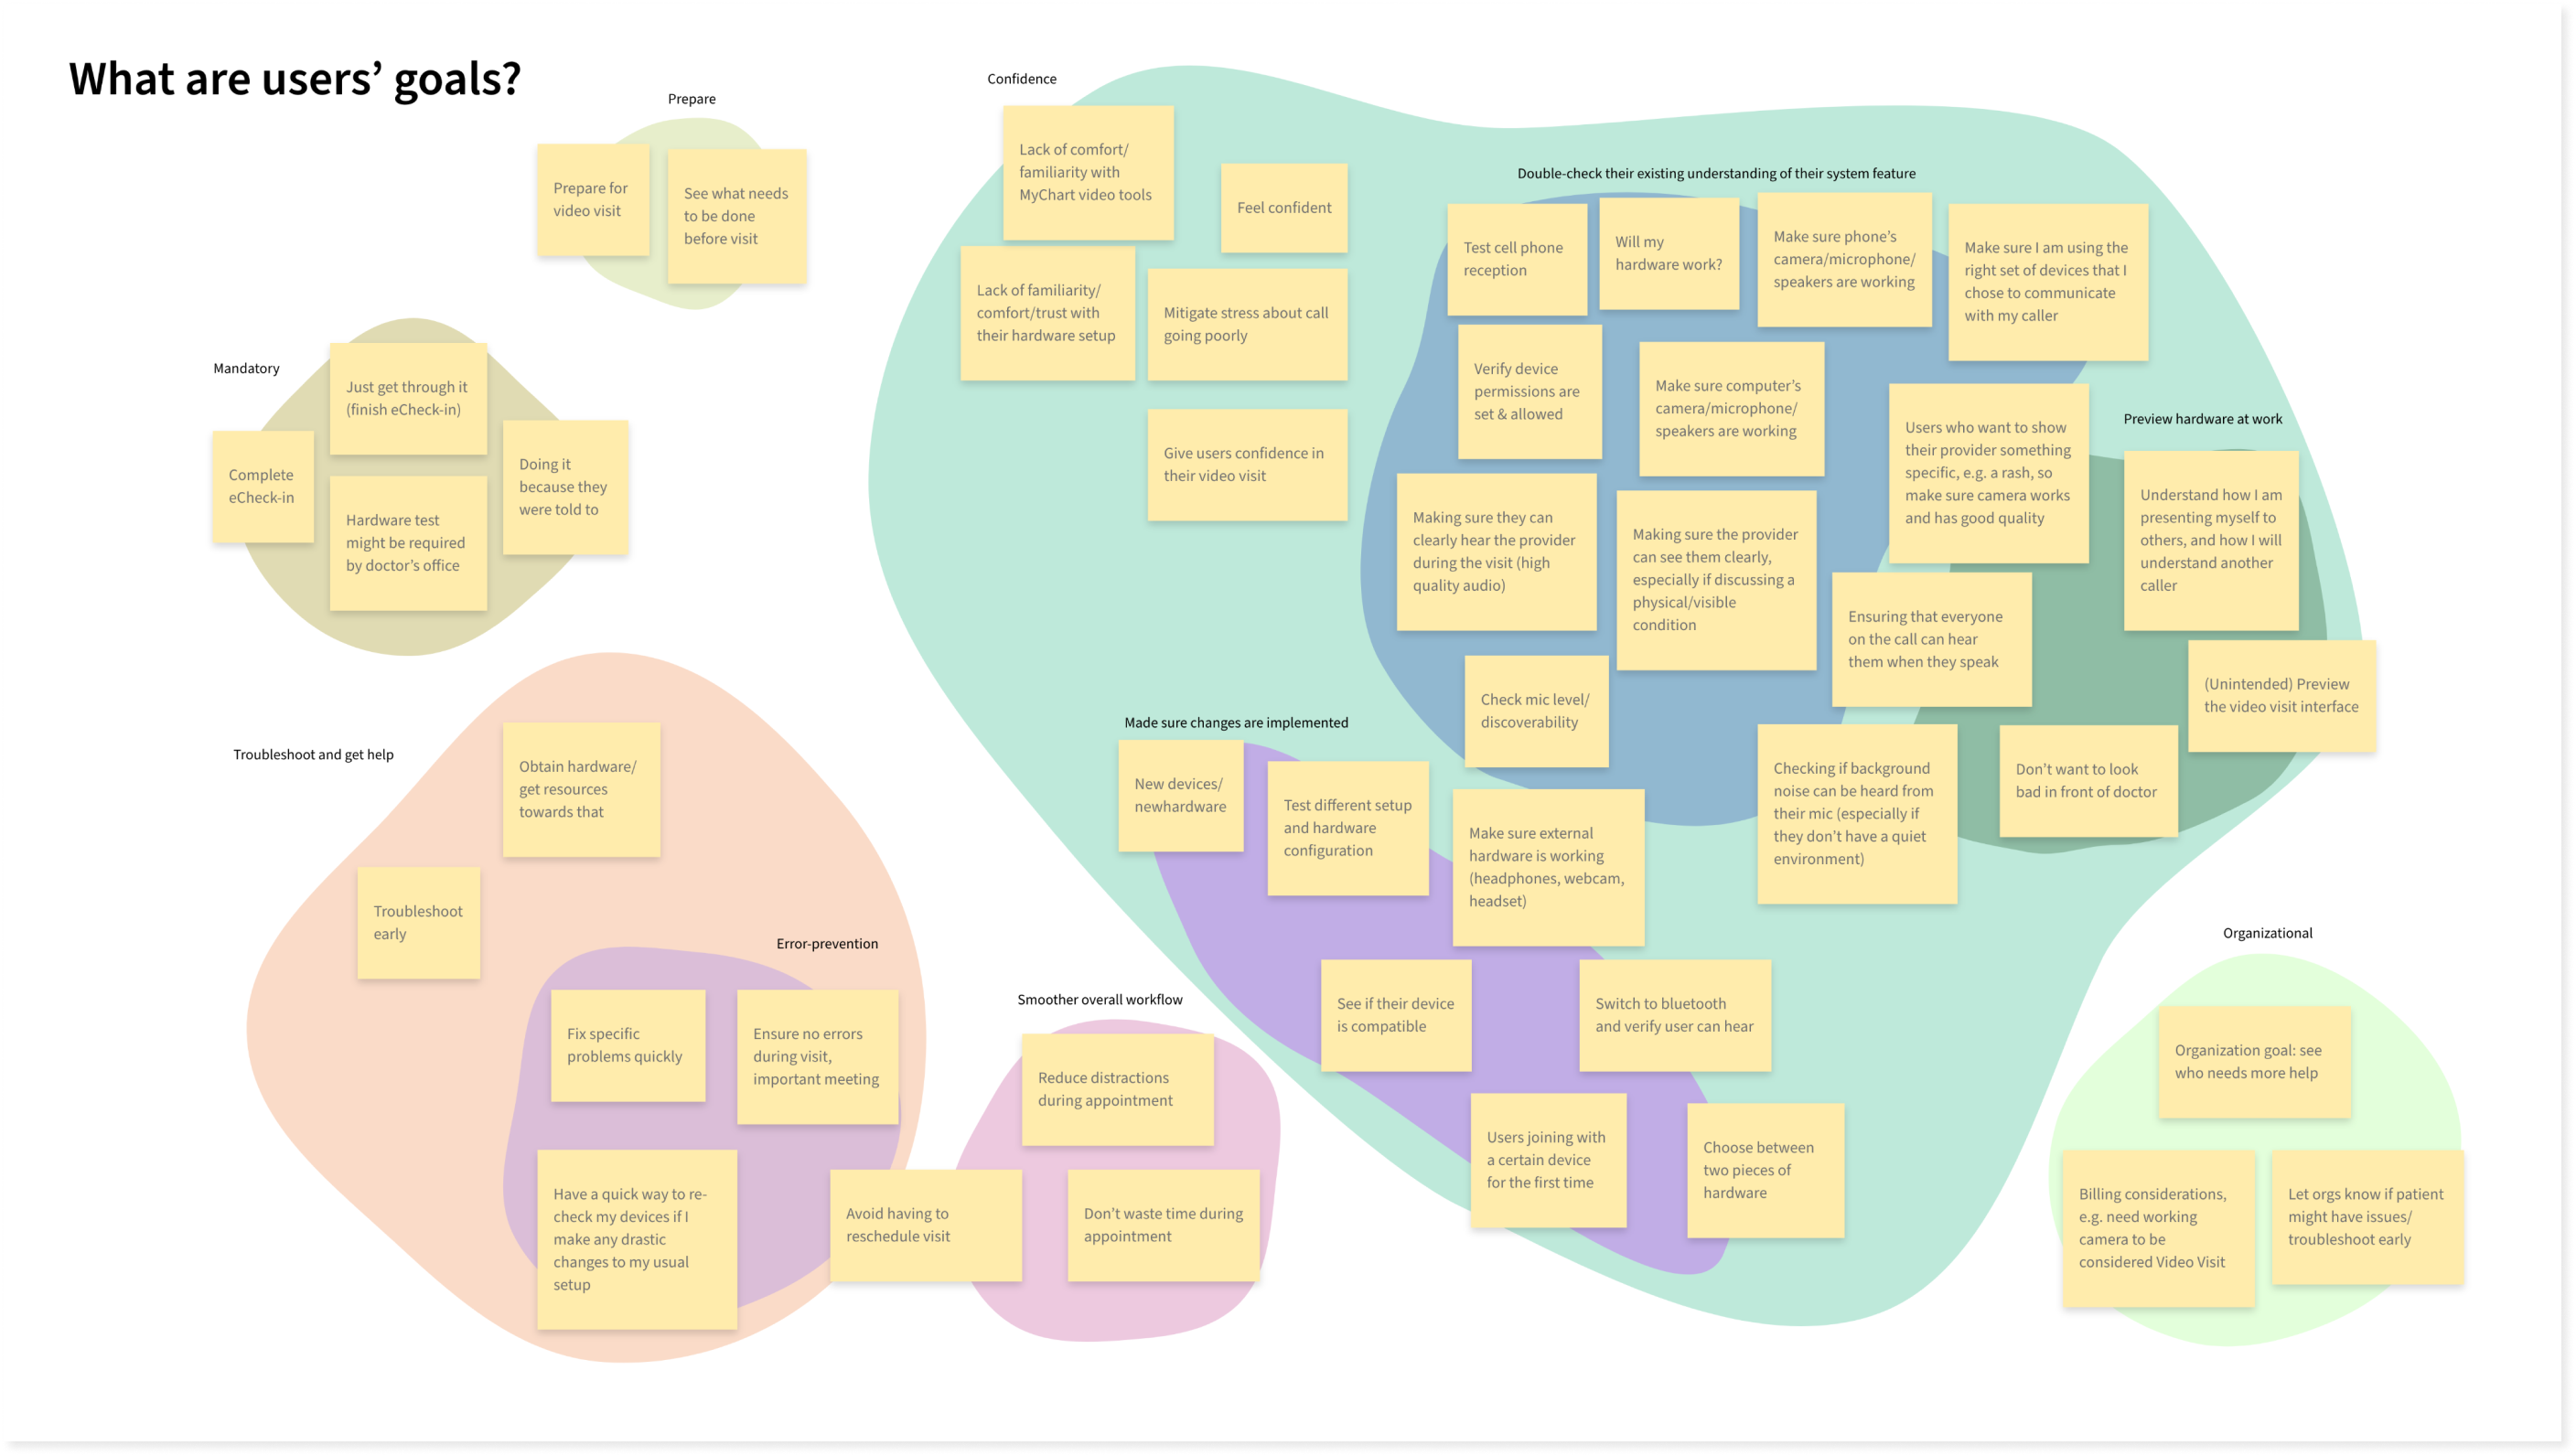 What are users’ goals?
Prepare
Prepare for
video visit
See what needs
to be done
before visit
Mandatory
Just get through it
(finish eCheck-in)
Complete
eCheck-in
Hardware test
might be required
by doctor’s office
Doing it
because they
were told to
Confidence
Lack of comfort/
familiarity with
MyChart video tools
Feel confident
Lack of familiarity/
comfort/trust with
their hardware setup
Mitigate stress about call
going poorly
Give users confidence in
their video visit
Double-check their existing understanding of their system feature
Test cell phone
reception
Will my
hardware work?
Make sure phone’s
camera/microphone/
speakers are working
Make sure I am using the
right set of devices that I
chose to communicate
with my caller
Verify device
permissions are
set & allowed
Make sure computer’s
camera/microphone/
speakers are working
Users who want to show
their provider something
specific, e.g. a rash, so
make sure camera works
and has good quality
Making sure they can
clearly hear the provider
during the visit (high
quality audio)
Making sure the provider
can see them clearly,
especially if discussing a
physical/visible
condition
Ensuring that everyone
on the call can hear
them when they speak
Check mic level/
discoverability
Checking if background
noise can be heard from
their mic (especially if
they don’t have a quiet
environment)
Preview hardware at work
Understand how I am
presenting myself to
others, and how I will
understand another
caller
(Unintended) Preview
the video visit interface
Don’t want to look
bad in front of doctor
Made sure changes are implemented
New devices/
newhardware
Test different setup
and hardware
configuration
Make sure external
hardware is working
(headphones, webcam,
headset)
See if their device
is compatible
Switch to bluetooth
and verify user can hear
Users joining with
a certain device
for the first time
Choose between
two pieces of
hardware
Troubleshoot and get help
Obtain hardware/
get resources
towards that
Troubleshoot
early
Error-prevention
Fix specific
problems quickly
Ensure no errors
during visit,
important meeting
Have a quick way to re-
check my devices if I
make any drastic
changes to my usual
setup
Avoid having to
reschedule visit
Smoother overall workflow
Reduce distractions
during appointment
Don’t waste time during
appointment
Organizational
Organization goal: see
who needs more help
Billing considerations,
e.g. need working
camera to be
considered Video Visit
Let orgs know if patient
might have issues/
troubleshoot early